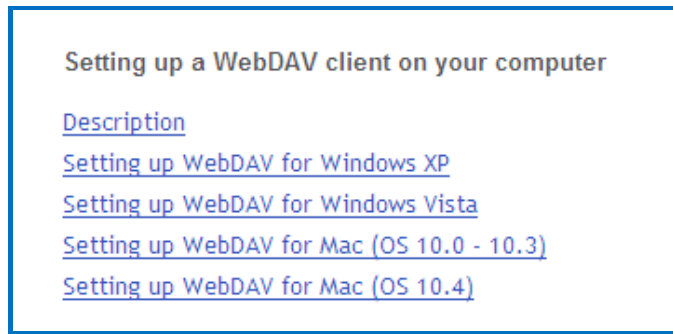 Setting up a WebDAV client on your computer
Description
Setting up WebDAV for Windows XP
Setting up WebDAV for Windows Vista
Setting up WebDAV for Mac (OS 10.0 - 10.3)
Setting up WebDAV for Mac (OS 10.4)